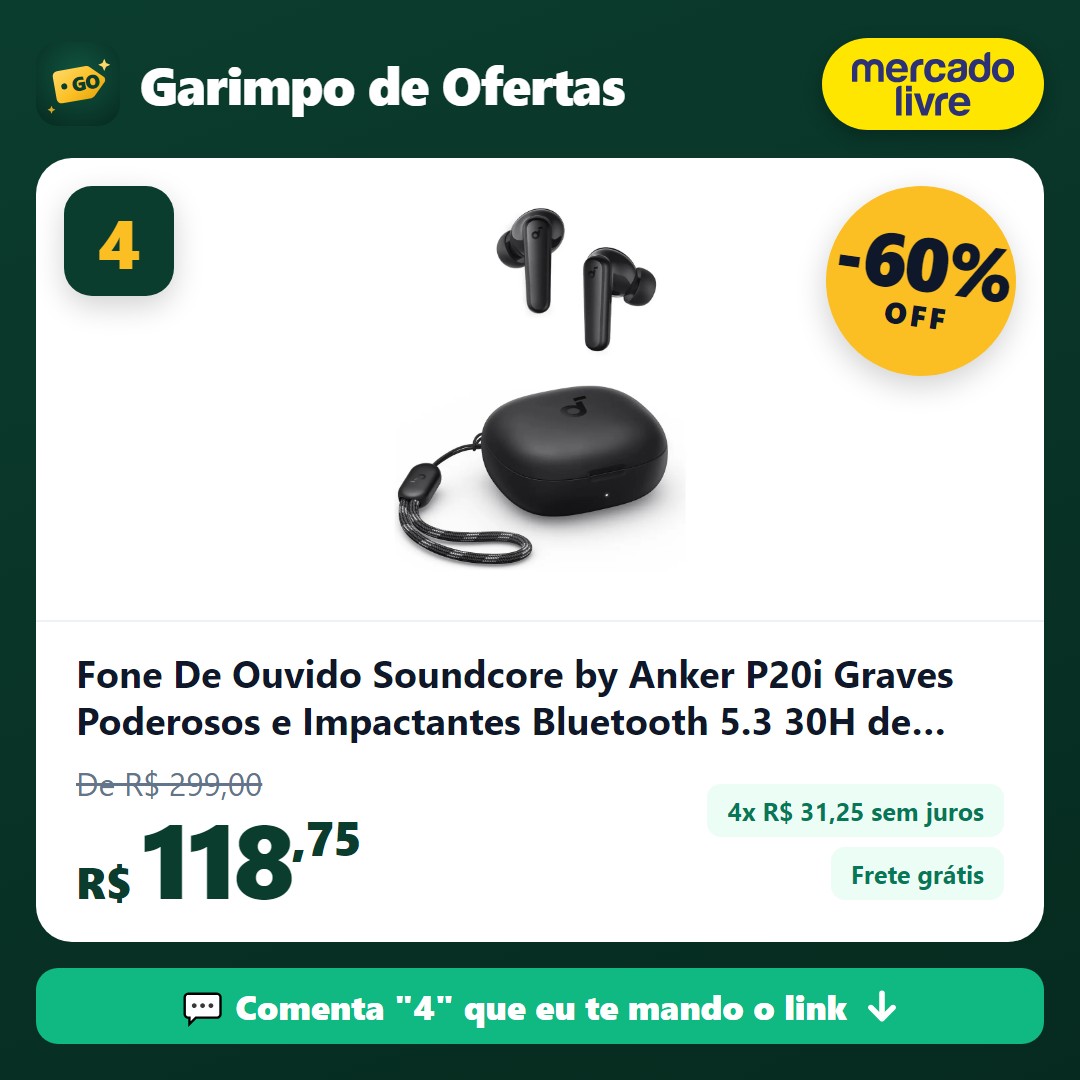 GO
Garimpo de Ofertas
mercado
livre
4
-60%
OFF
Fone De Ouvido Soundcore by Anker P20i Graves
Poderosos e Impactantes Bluetooth 5.3 30H de...
De R$ 299,00
R$ 118,75
4x R$ 31,25 sem juros
Frete grátis
💬 Comenta "4" que eu te mando o link ↓